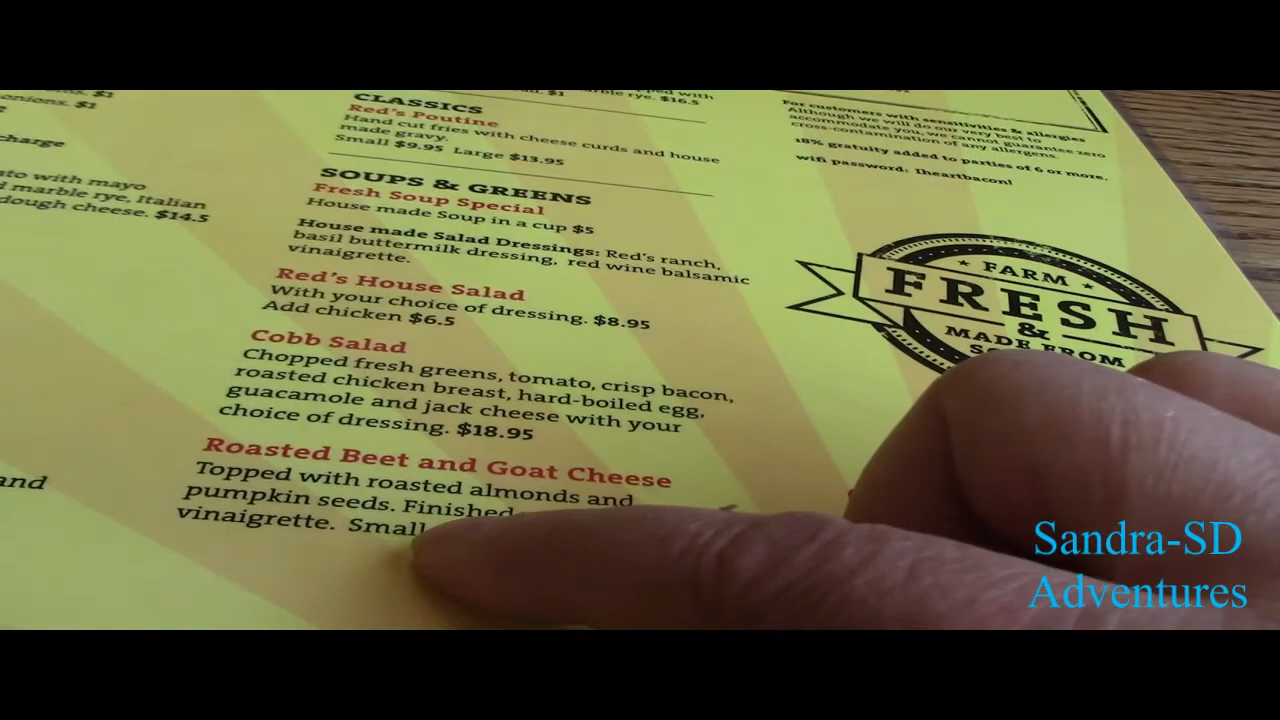 onions. $1
charge
ato with mayo
marble rye, Italian
dough cheese. $14.5
and
marble rye. $16.5
CLASSICS
Red's Poutine
Hand cut fries with cheese curds and house
made gravy.
Small $9.95 Large $13.95
SOUPS & GREENS
Fresh Soup Special
House made Soup in a cup $5
House made Salad Dressings: Red's ranch,
basil buttermilk dressing, red wine balsamic
vinaigrette.
Red's House Salad
With your choice of dressing. $8.95
Add chicken $6.5
Cobb Salad
Chopped fresh greens, tomato, crisp bacon,
roasted chicken breast, hard-boiled egg,
guacamole and jack cheese with your
choice of dressing. $18.95
Roasted Beet and Goat Cheese
Topped with roasted almonds and
pumpkin seeds. Finished
vinaigrette. Small
For customers with sensitivities & allergies
Although we will do our very best to
accommodate you, we cannot guarantee zero
cross-contamination of any allergens.
18% gratuity added to parties of 6 or more.
wifi password: Iheartbacon!
FARM
FRESH
&
MADE FROM
Sandra-SD
Adventures